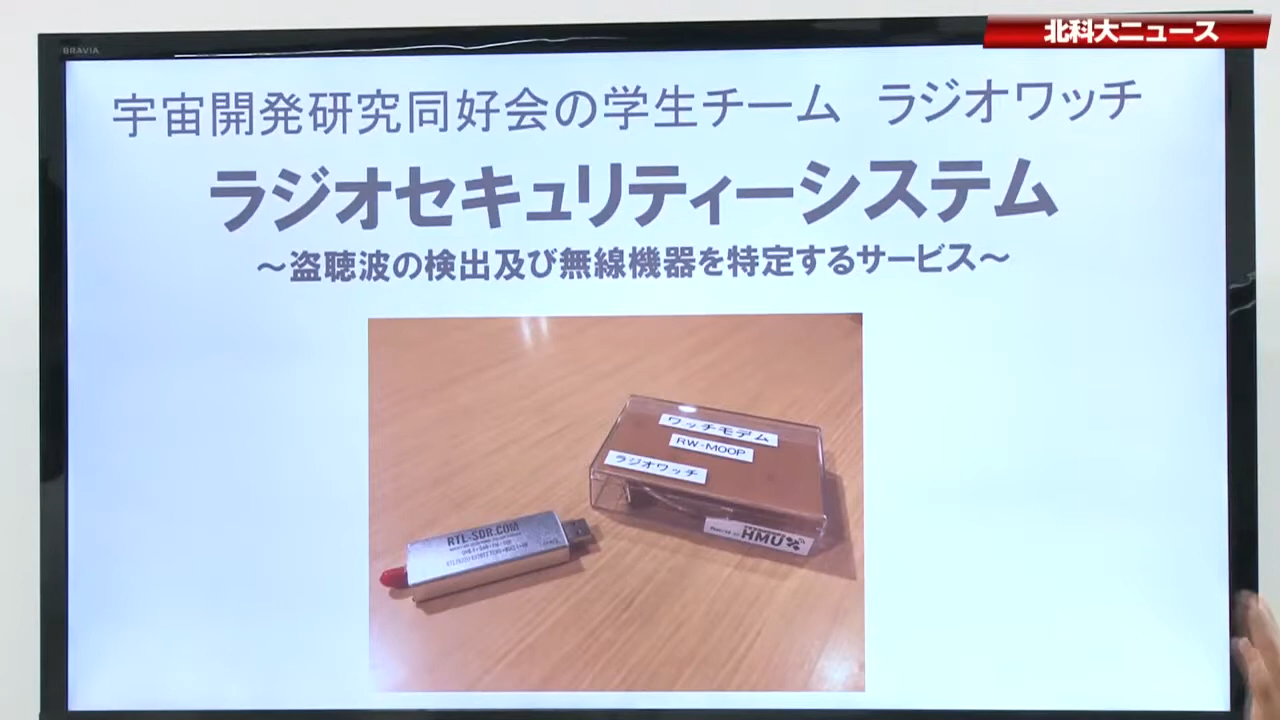 北科大ニュース
BRAVIA
宇宙開発研究同好会の学生チーム ラジオワッチ
ラジオセキュリティーシステム
～盗聴波の検出及び無線機器を特定するサービス～
ワッチモデム
RW-M00P
ラジオワッチ
HMU
RTL-SDR.COM